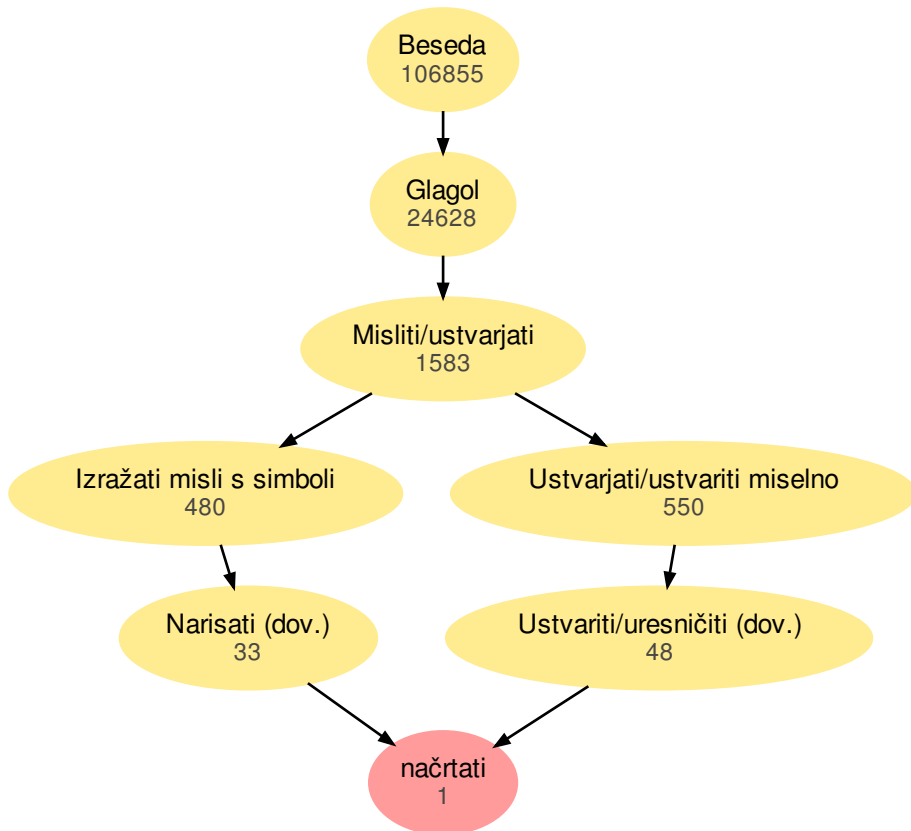 Beseda
106855
Glagol
24628
Misliti/ustvarjati
1583
Izražati misli s simboli
480
Ustvarjati/ustvariti miselno
550
Narisati (dov.)
33
Ustvariti/uresničiti (dov.)
48
načrtati
1